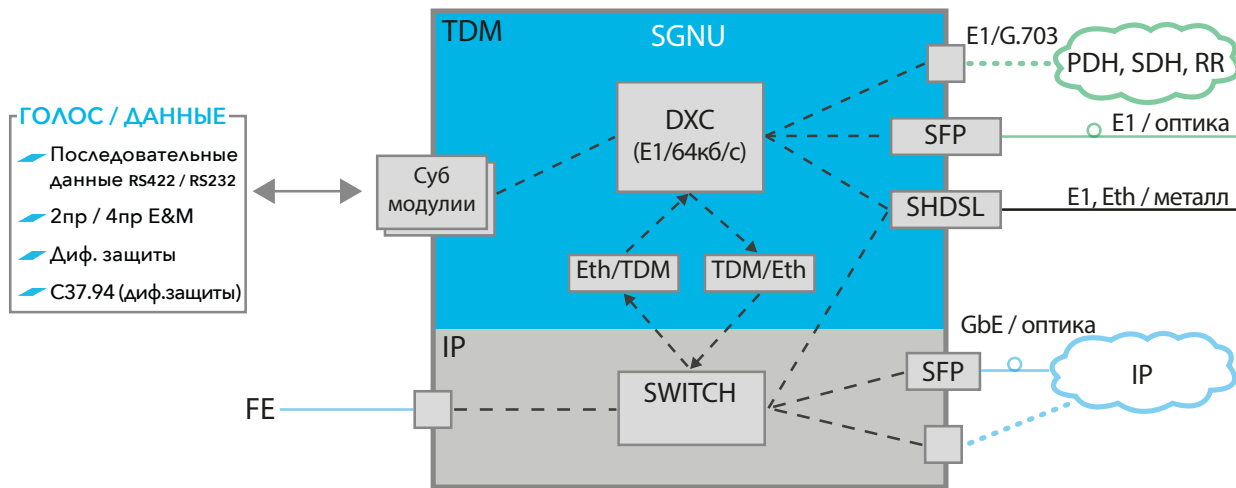 TDM
SGNU
E1/G.703
PDH, SDH, RR
DXC
(E1/64кб/с)
SFP
E1 / оптика
ГОЛОС / ДАННЫЕ
Последовательные
данные RS422 / RS232
2пр / 4пр E&M
Диф. защиты
C37.94 (диф.защиты)
Суб
модулии
SHDSL
E1, Eth / металл
Eth/TDM
TDM/Eth
IP
GbE / оптика
SFP
IP
SWITCH
FE